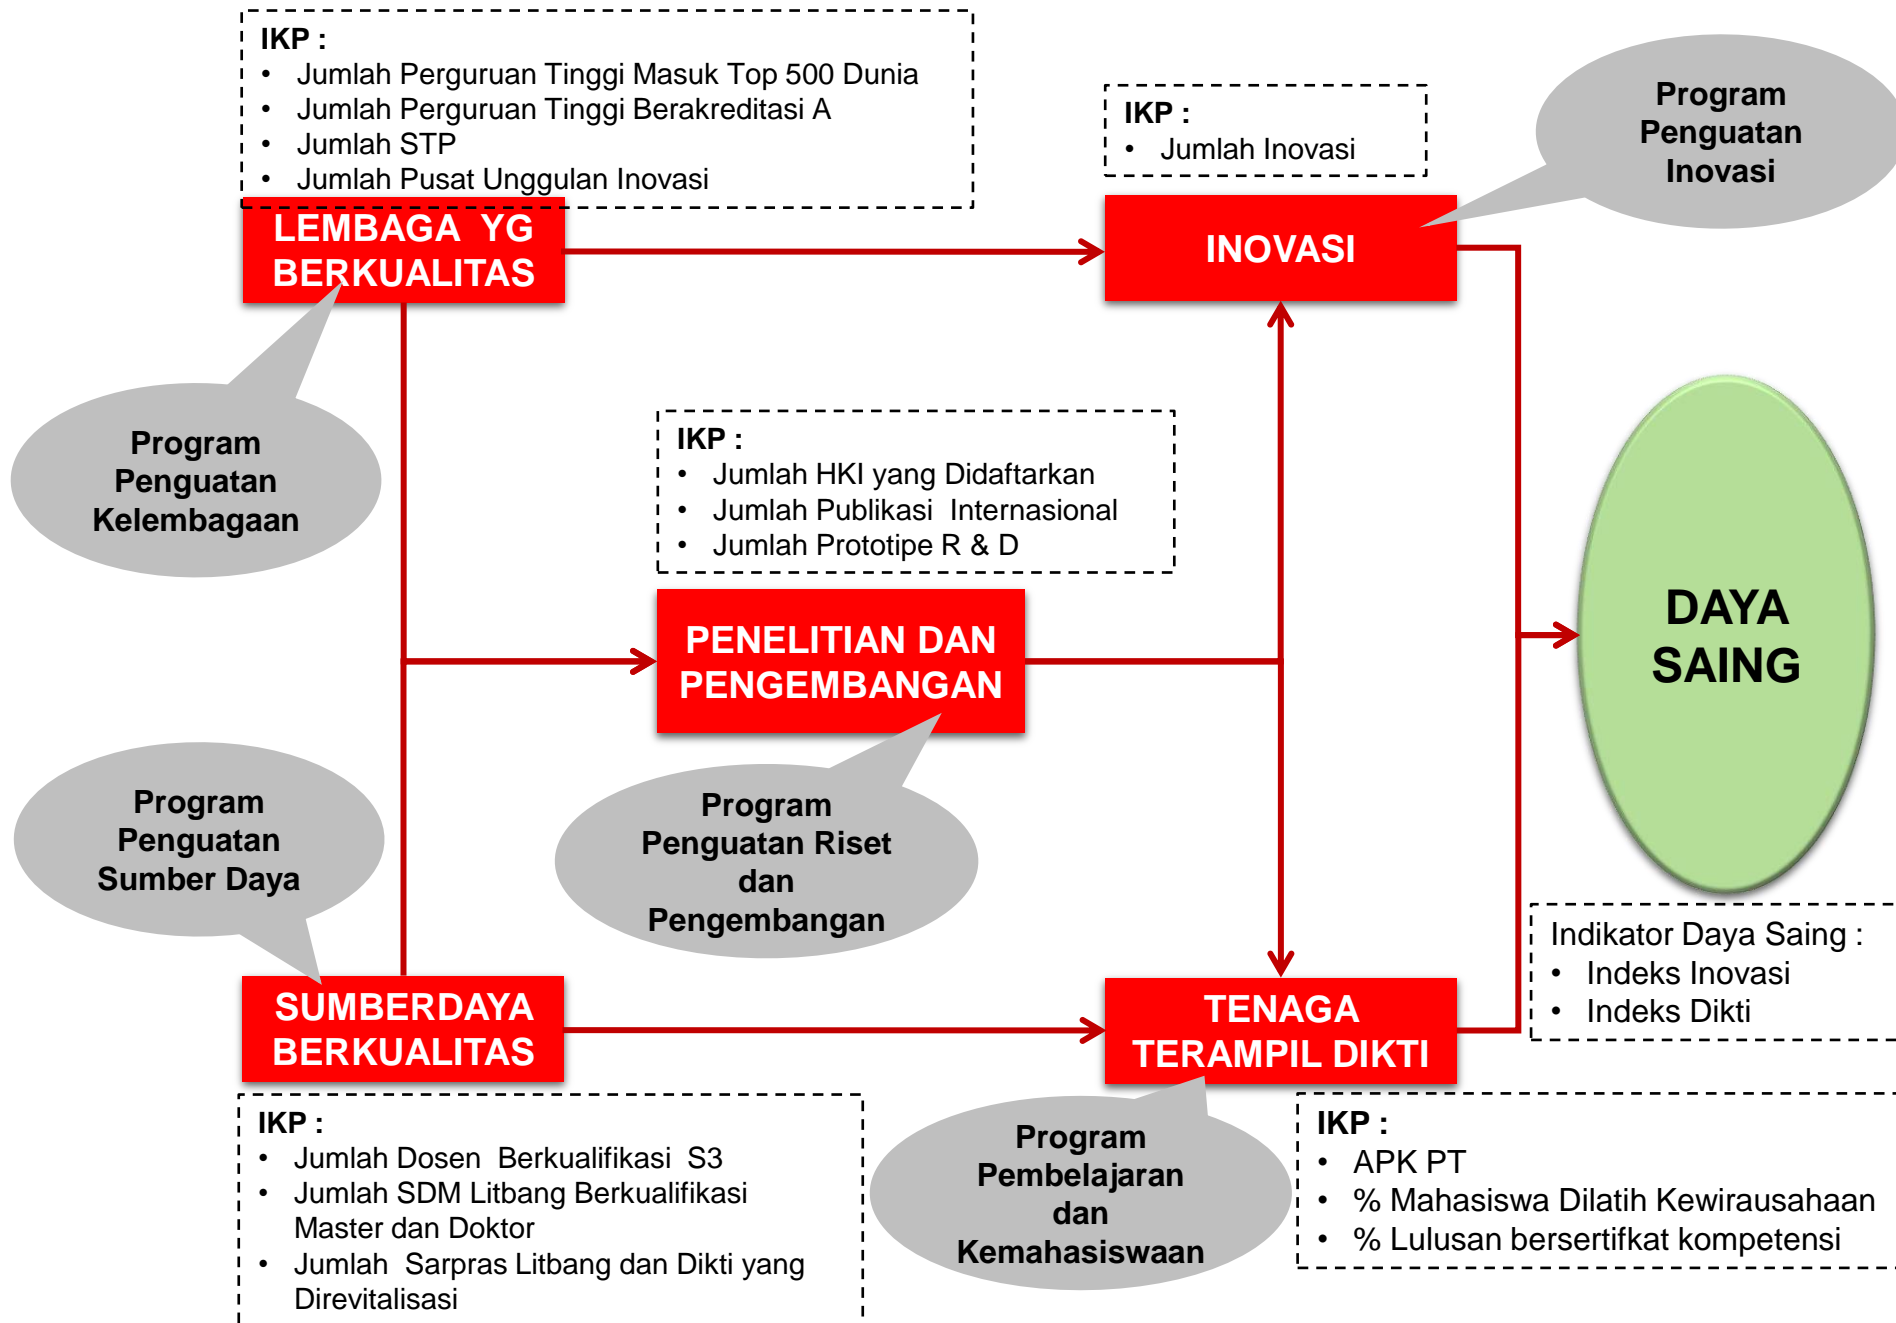 IKP :
• Jumlah Perguruan Tinggi Masuk Top 500 Dunia
• Jumlah Perguruan Tinggi Berakreditasi A
• Jumlah STP
• Jumlah Pusat Unggulan Inovasi
LEMBAGA YG
BERKUALITAS
IKP :
• Jumlah Inovasi
INOVASI
Program
Penguatan
Inovasi
Program
Penguatan
Kelembagaan
IKP :
• Jumlah HKI yang Didaftarkan
• Jumlah Publikasi Internasional
• Jumlah Prototipe R & D
PENELITIAN DAN
PENGEMBANGAN
DAYA
SAING
Program
Penguatan
Sumber Daya
Program
Penguatan Riset
dan
Pengembangan
Indikator Daya Saing :
• Indeks Inovasi
• Indeks Dikti
SUMBERDAYA
BERKUALITAS
TENAGA
TERAMPIL DIKTI
IKP :
• Jumlah Dosen Berkualifikasi S3
• Jumlah SDM Litbang Berkualifikasi
Master dan Doktor
• Jumlah Sarpras Litbang dan Dikti yang
Direvitalisasi
Program
Pembelajaran
dan
Kemahasiswaan
IKP :
• APK PT
• % Mahasiswa Dilatih Kewirausahaan
• % Lulusan bersertifkat kompetensi